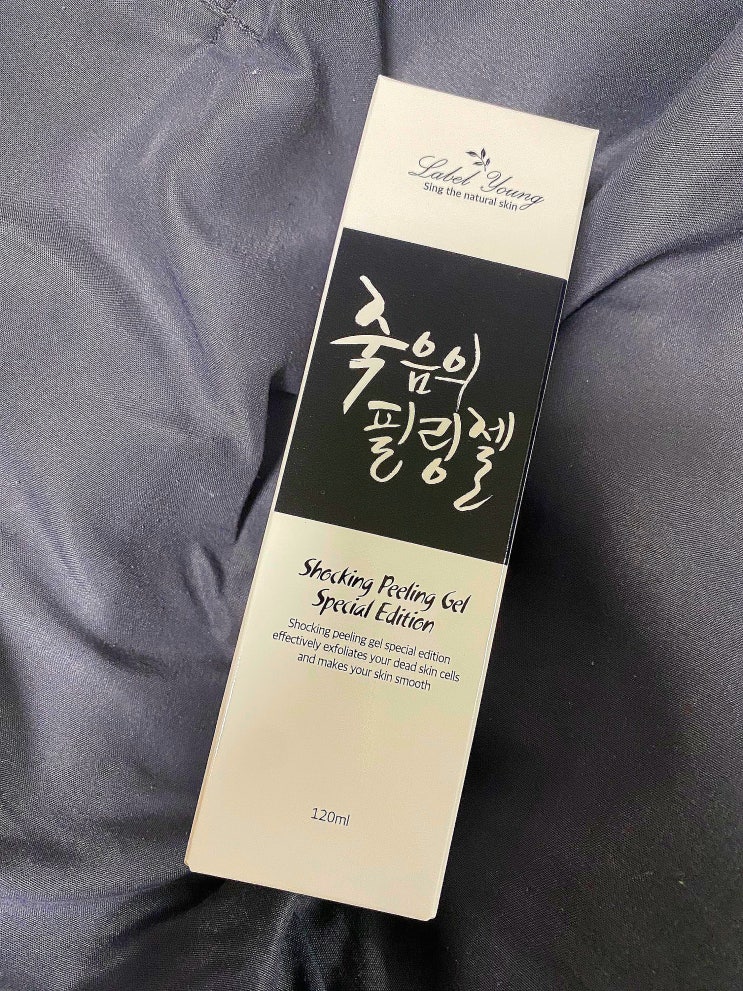 Label Young
Sing the natural skin
죽음의
필링젤
Shocking Peeling Gel
Special Edition
Shocking peeling gel special edition
effectively exfoliates your dead skin cells
and makes your skin smooth
120ml